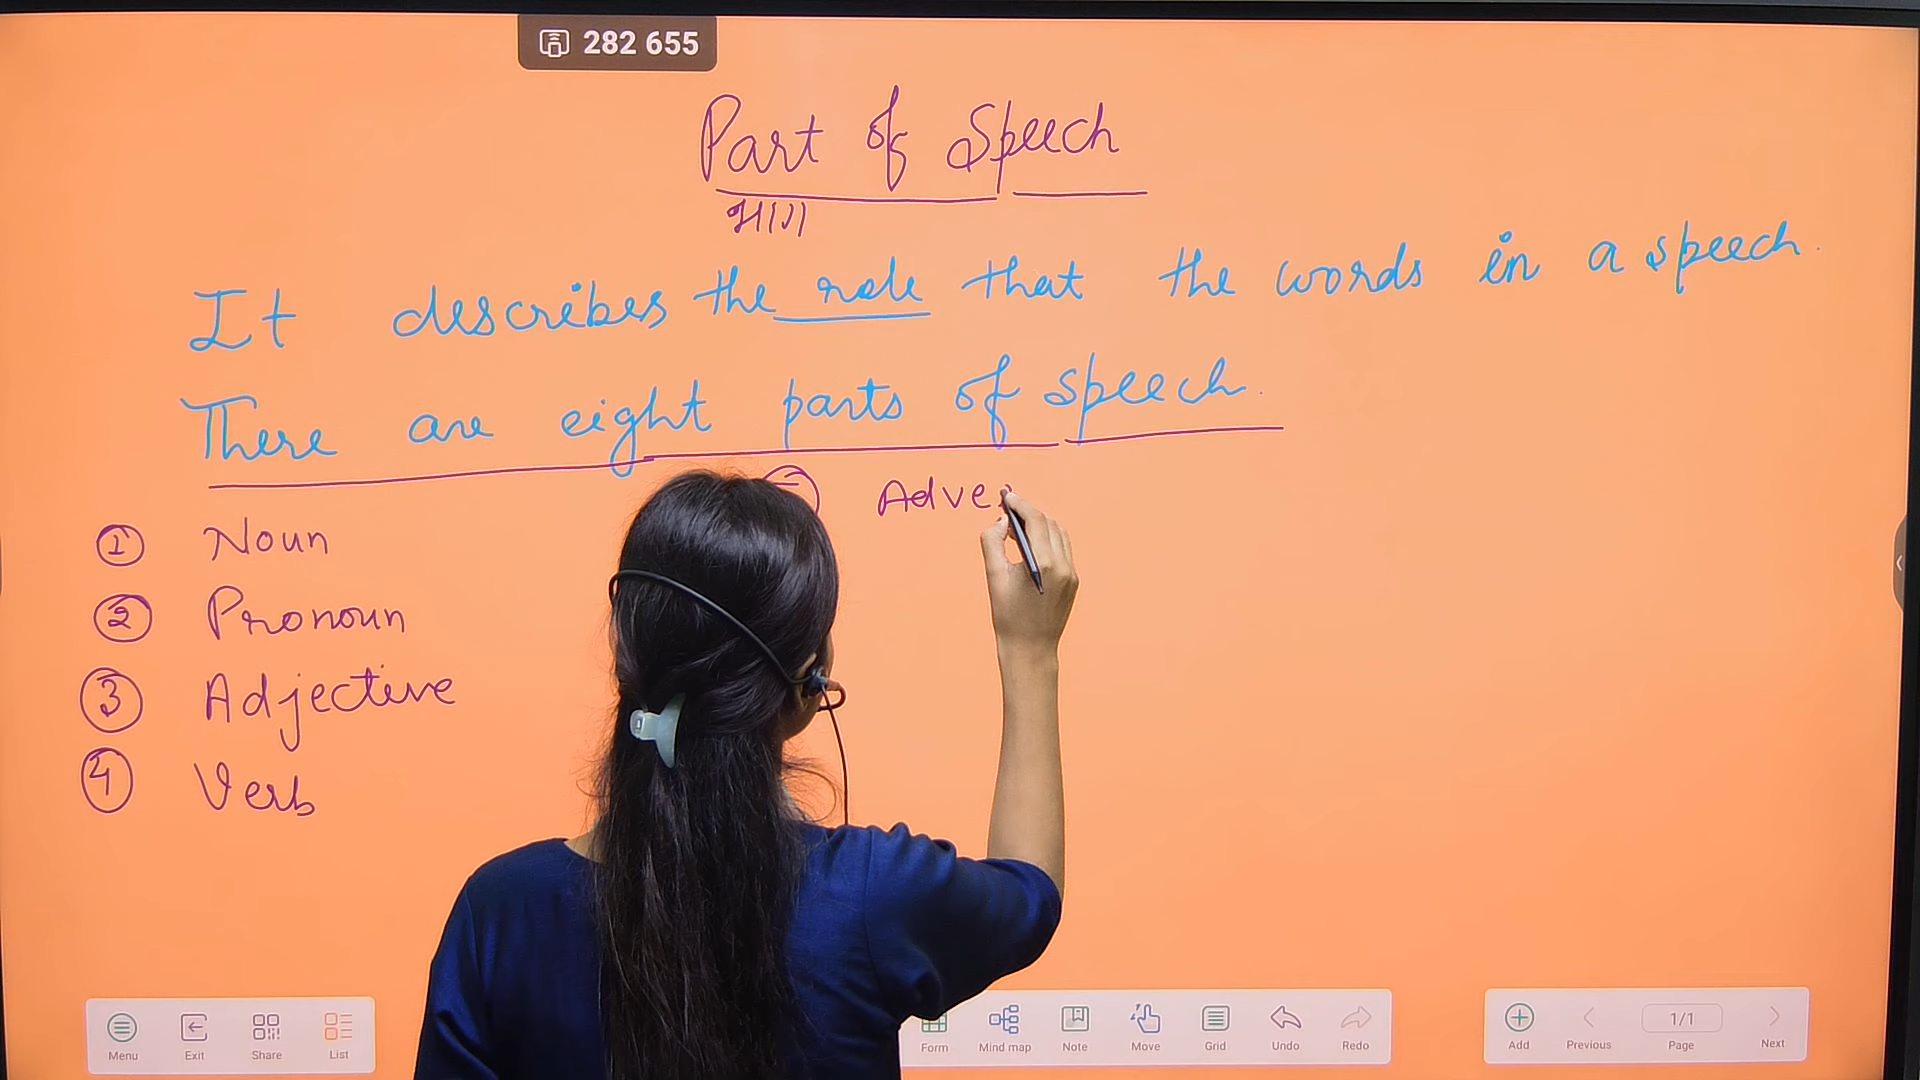 282 655
Part of Speech
भाग
It describes the role that the words in a speech.
There are eight parts of speech.
① Noun
② Pronoun
③ Adjective
④ Verb
Adve
Menu Exit Share List
Form Mind map Note Move Grid Undo Redo
Add Previous 1/1 Page Next